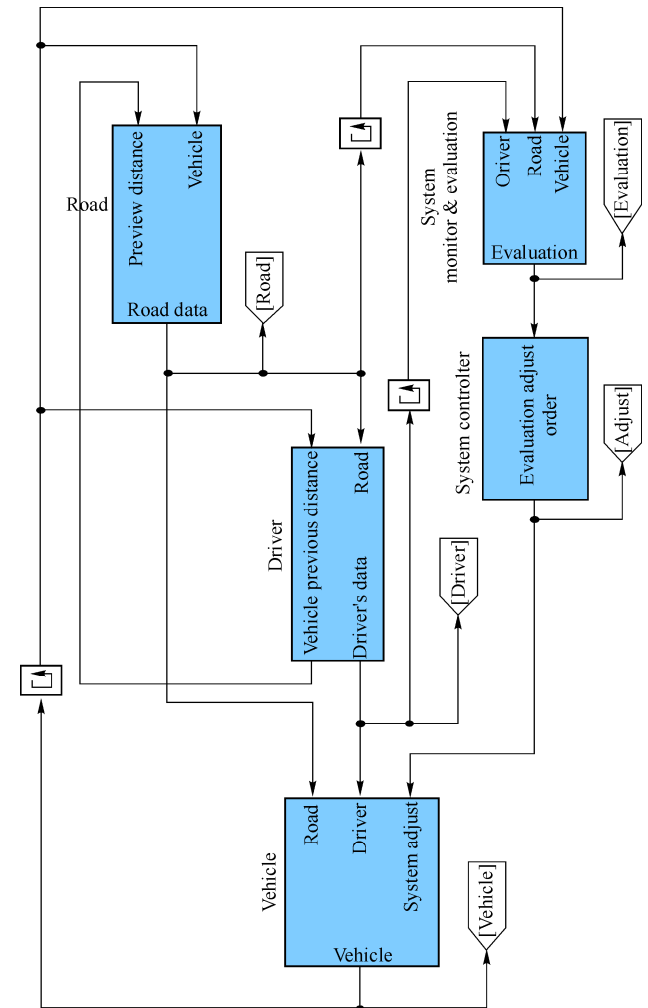 Road
Preview distance
Vehicle
Road data
[Road]
System
monitor & evaluation
Oriver
Road
Vehicle
Evaluation
[Evaluation]
System controlter
Evaluation adjust
order
[Adjust]
Driver
Vehicle previous distance
Road
Driver's data
[Driver]
Vehicle
Road
Driver
System adjust
Vehicle
[Vehicle]